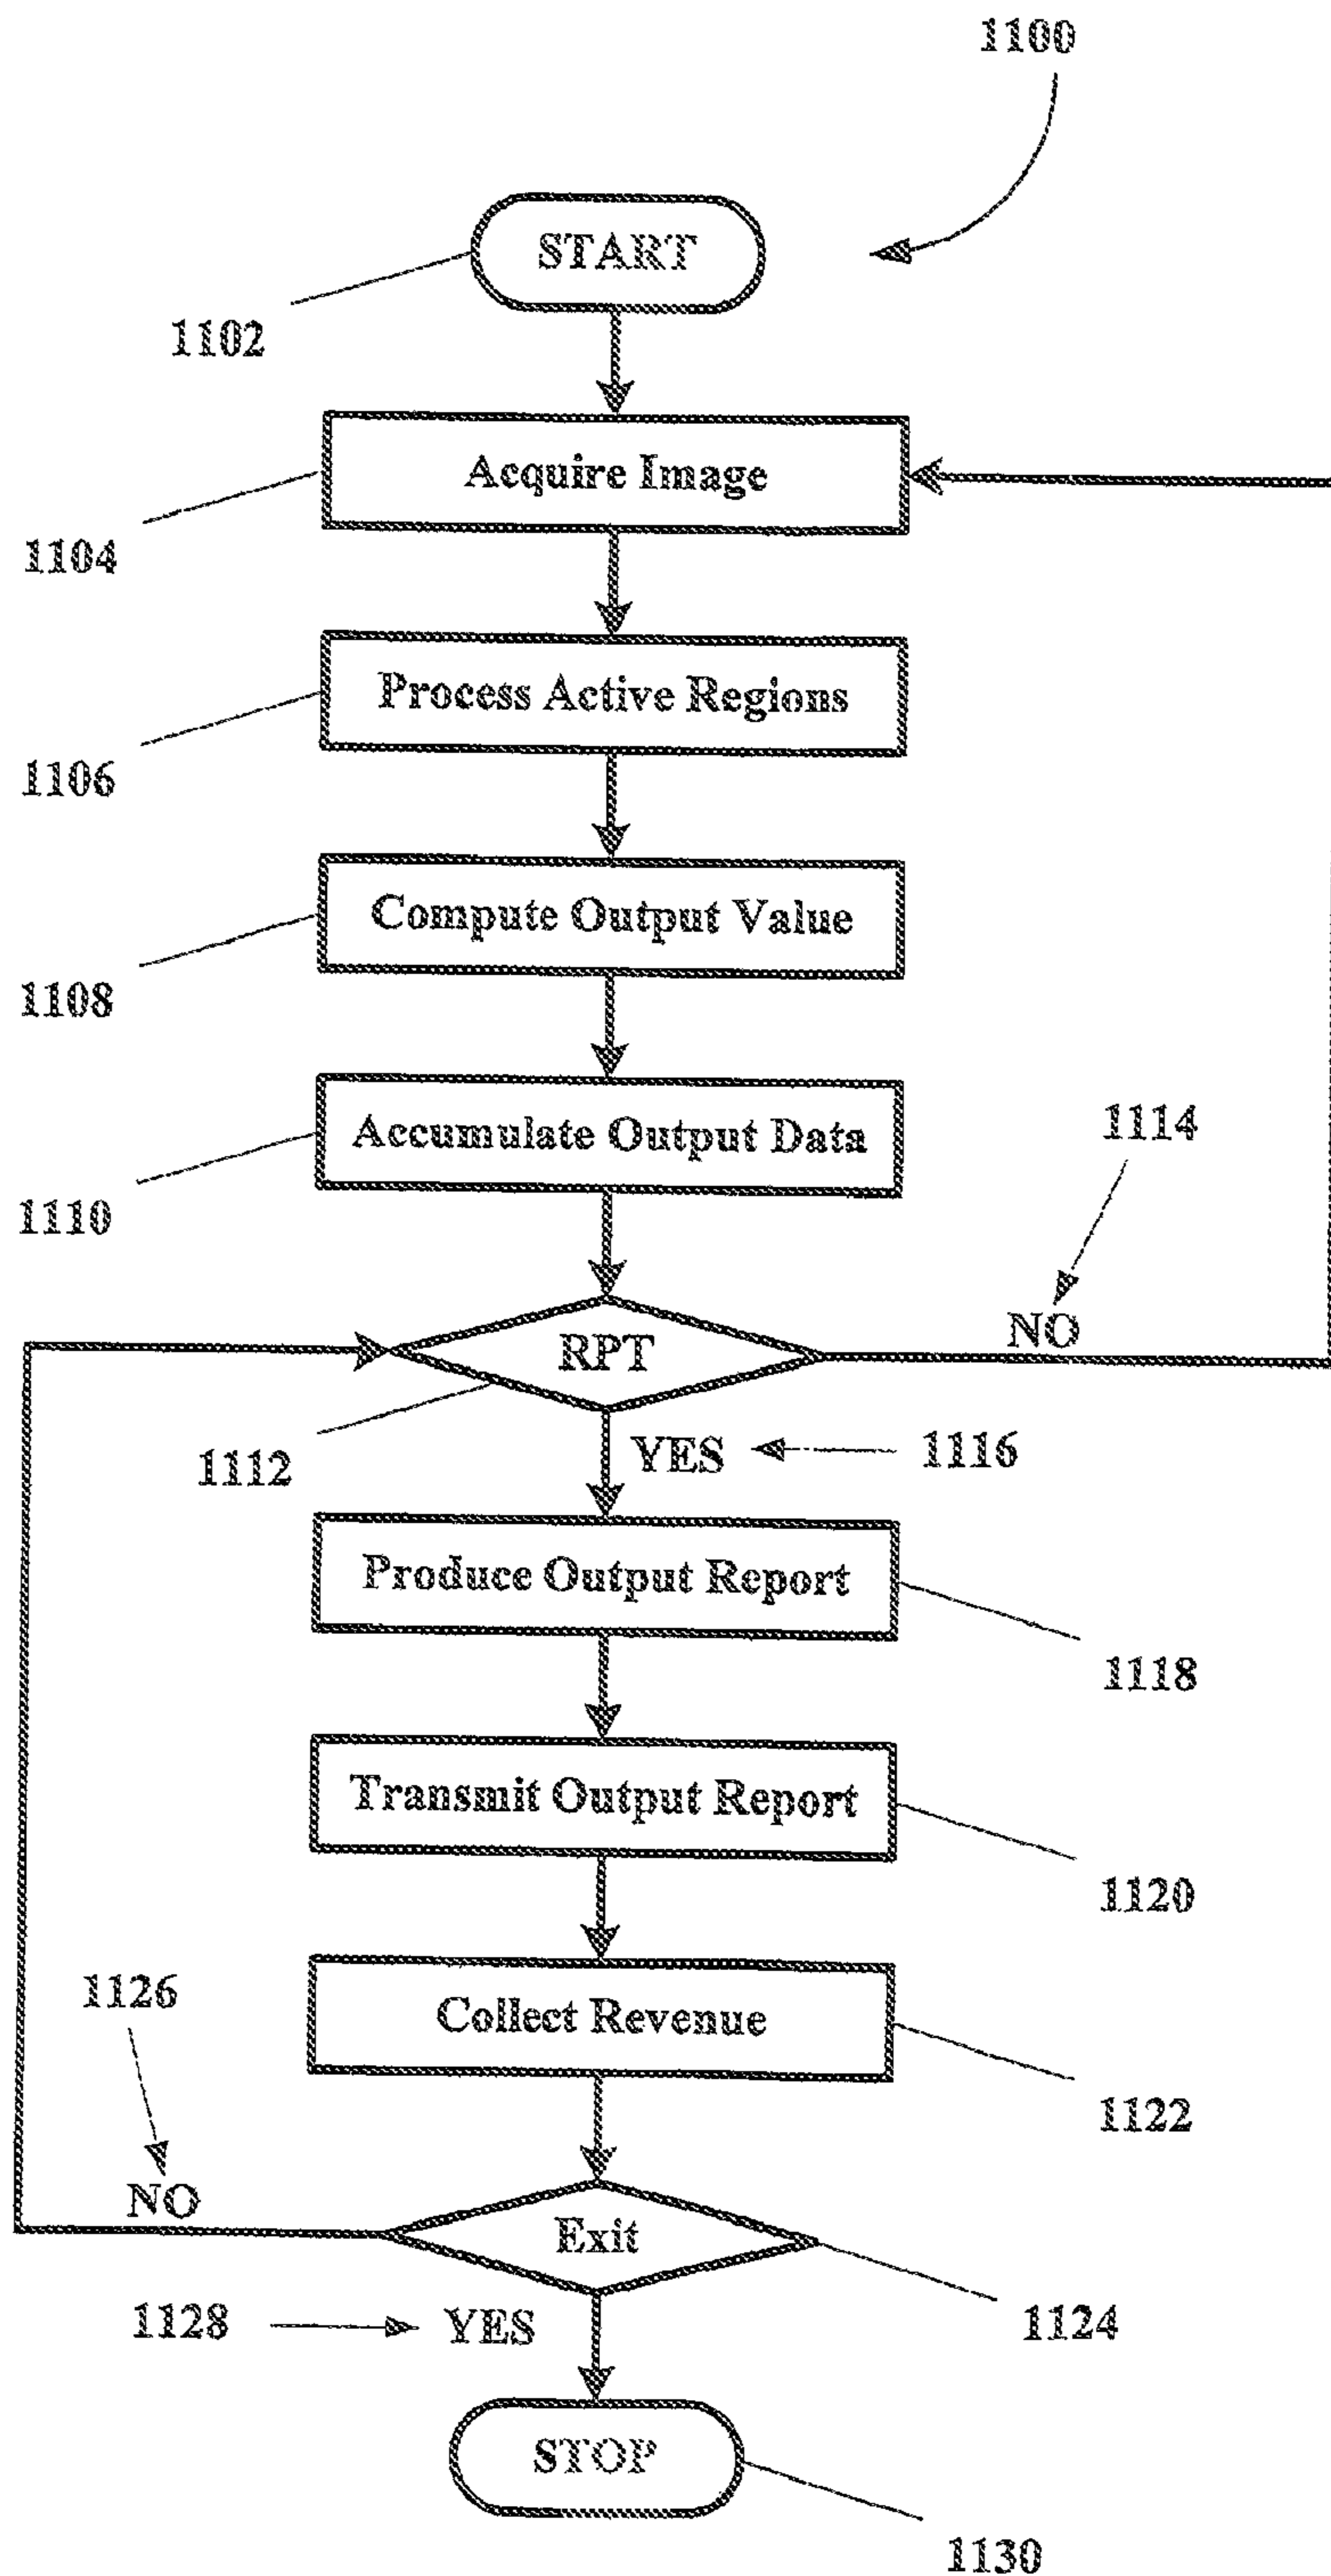 1100
START
1102
Acquire Image
1104
Process Active Regions
1106
Compute Output Value
1108
Accumulate Output Data
1110
1114
NO
RPT
1112
YES
1116
Produce Output Report
1118
Transmit Output Report
1120
Collect Revenue
1122
1126
NO
Exit
1124
1128
YES
STOP
1130